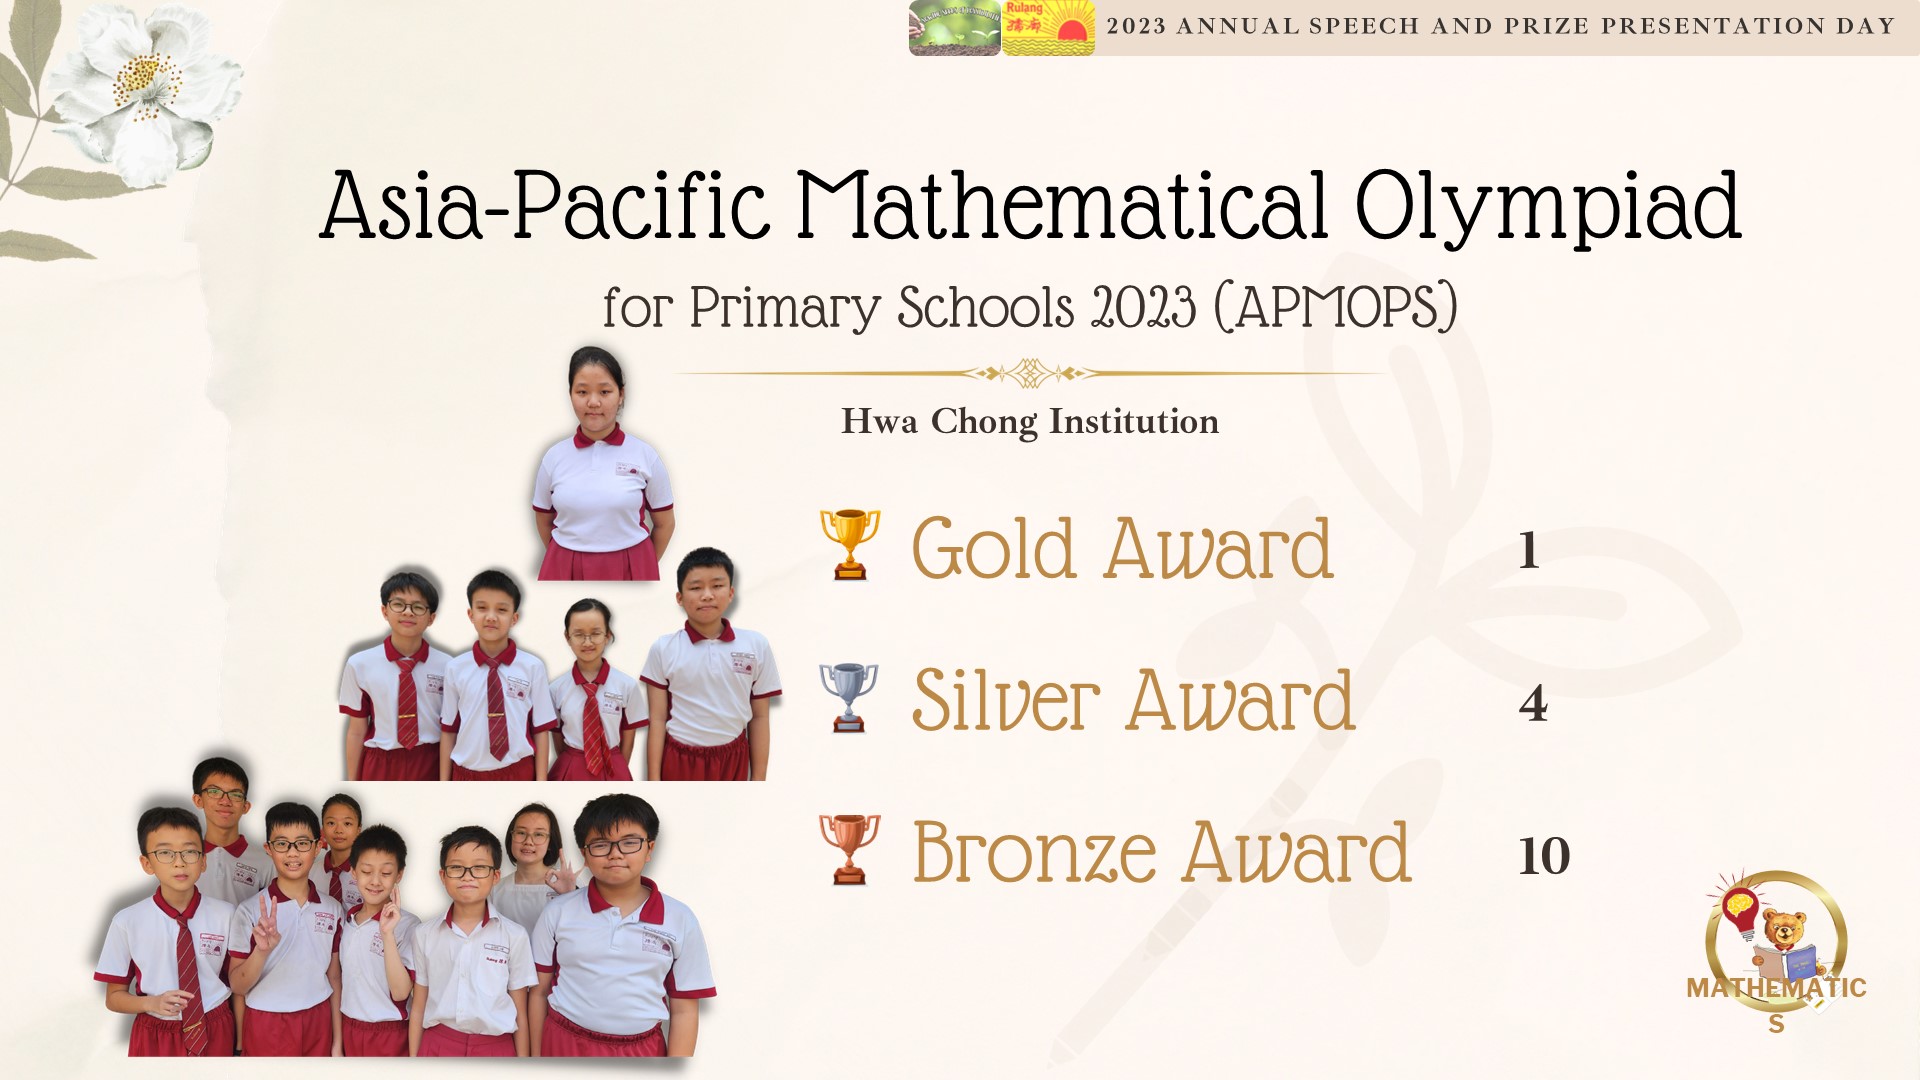 Rulang
2023 ANNUAL SPEECH AND PRIZE PRESENTATION DAY
Asia-Pacific Mathematical Olympiad
for Primary Schools 2023 (APMOPS)
Hwa Chong Institution
Gold Award 1
Silver Award 4
Bronze Award 10
MATHEMATIC
S